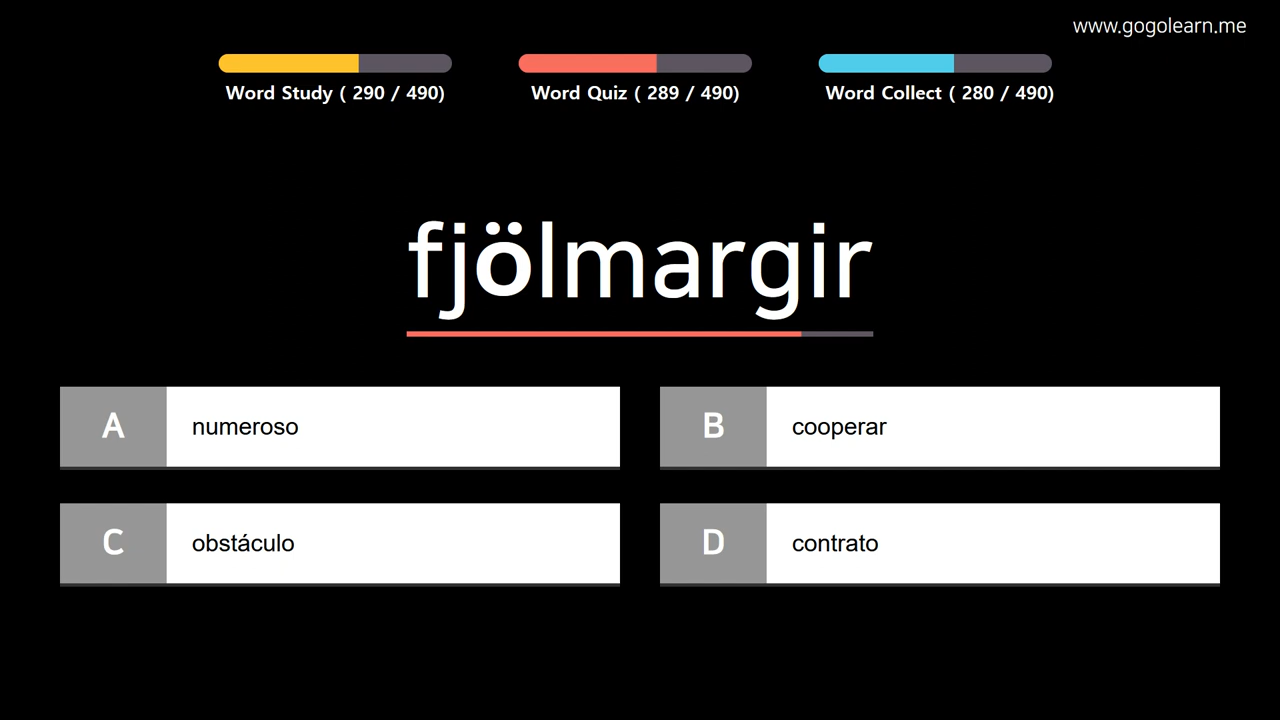 www.gogolearn.me
Word Study ( 290 / 490)
Word Quiz ( 289 / 490)
Word Collect ( 280 / 490)
fjölmargir
A numeroso
B cooperar
C obstáculo
D contrato